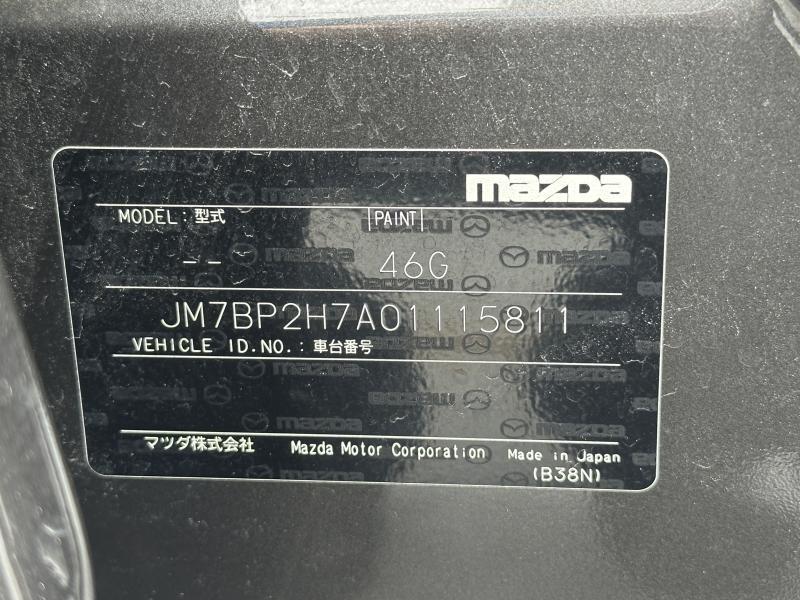 mazda
MODEL: 型式 PAINT
-- 46G
JM7BP2H7A01115811
VEHICLE ID.NO.: 車台番号
マツダ株式会社 Mazda Motor Corporation Made in Japan
(B38N)